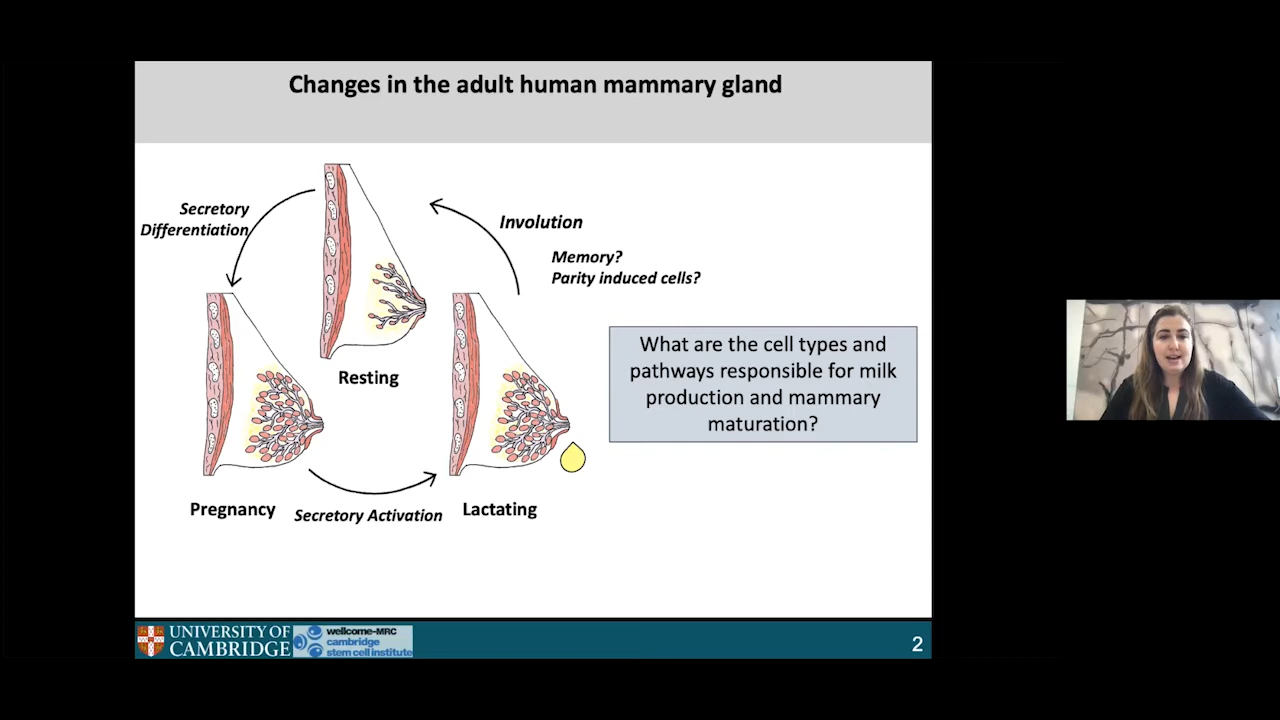 Changes in the adult human mammary gland
Secretory
Differentiation
Involution
Memory?
Parity induced cells?
Resting
What are the cell types and
pathways responsible for milk
production and mammary
maturation?
Pregnancy
Secretory Activation
Lactating
UNIVERSITY OF
CAMBRIDGE
wellcome-MRC
cambridge
stem cell institute
2